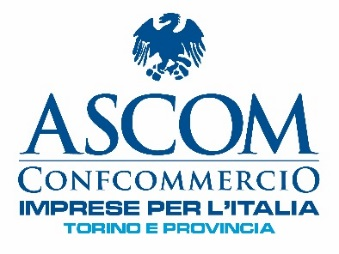 ASCOM
CONFCOMMERCIO
IMPRESE PER L'ITALIA
TORINO E PROVINCIA